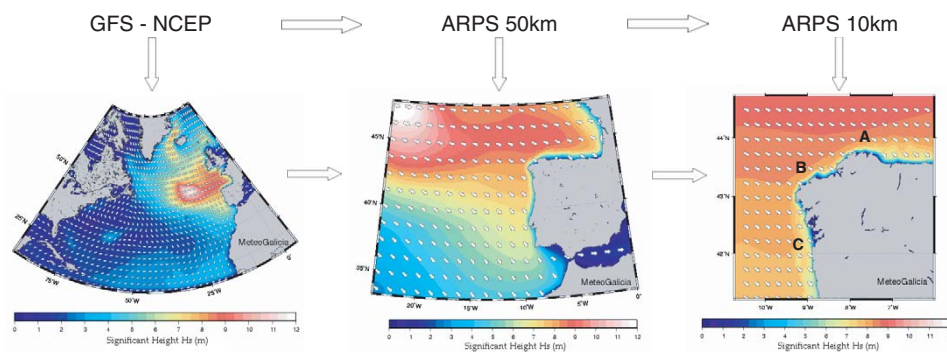 GFS - NCEP
ARPS 50km
ARPS 10km
50°N
25°N
75°W
50°W
25°W
0°
MeteoGalicia
0 1 2 3 4 5 6 7 8 9 10 11 12
Significant Height Hs (m)
45°N
40°N
35°N
20°W
15°W
10°W
5°W
0°
MeteoGalicia
0 1 2 3 4 5 6 7 8 9 10 11 12
Significant Height Hs (m)
44°N
43°N
42°N
A
B
C
10°W
9°W
8°W
7°W
MeteoGalicia
0 1 2 3 4 5 6 7 8 9 10 11 12
Significant Height Hs (m)